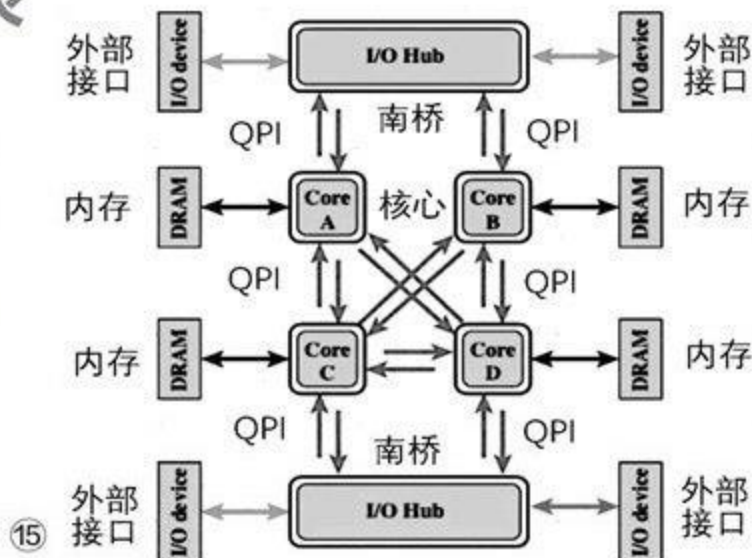 外部
接口
I/O device
I/O Hub
I/O device
外部
接口
QPI
南桥
QPI
内存
DRAM
Core
A
核心
Core
B
DRAM
内存
QPI
QPI
内存
DRAM
Core
C
Core
D
DRAM
内存
QPI
南桥
QPI
⑮
外部
接口
I/O device
I/O Hub
I/O device
外部
接口